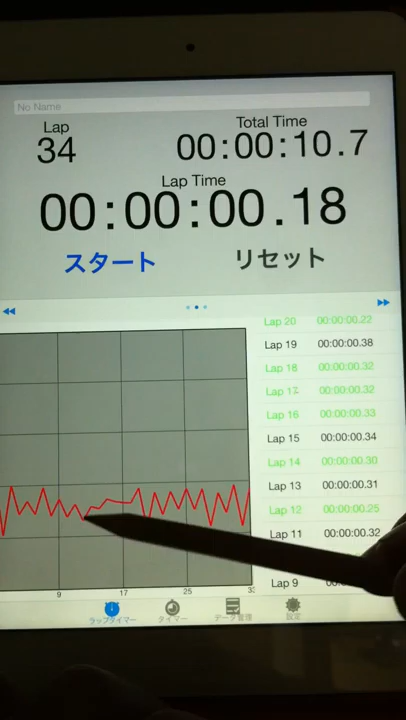 No Name
Lap
Total Time
34
00:00:10.7
Lap Time
00:00:00.18
スタート
リセット
Lap 20 00:00:00.22
Lap 19 00:00:00.38
Lap 18 00:00:00.32
Lap 17 00:00:00.32
Lap 16 00:00:00.33
Lap 15 00:00:00.34
Lap 14 00:00:00.30
Lap 13 00:00:00.31
Lap 12 00:00:00.25
Lap 11 00:00:00.32
Lap 9
9 17 25
ラップタイマー タイマー データ管理 設定